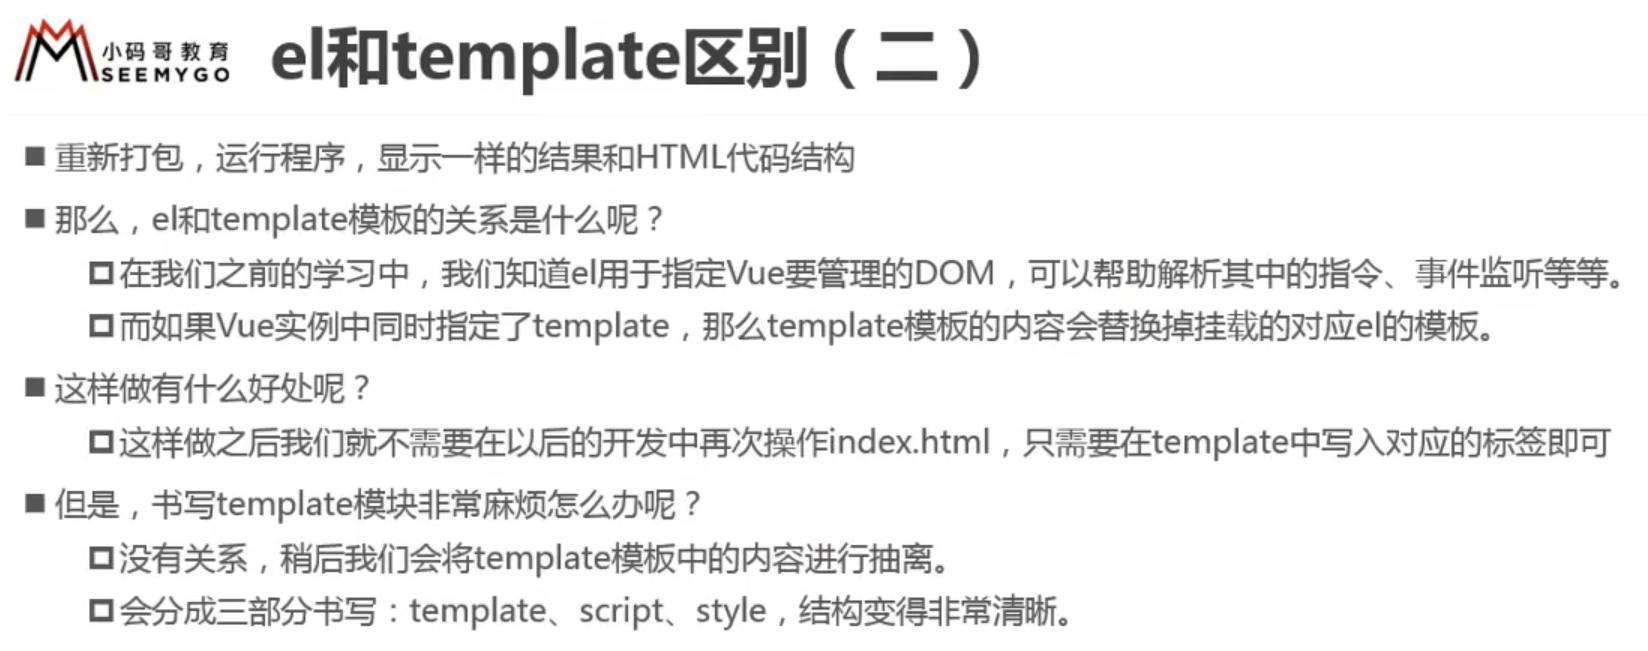 小码哥教育
SEEMYGO
el和template区别（二）
重新打包，运行程序，显示一样的结果和HTML代码结构
那么，el和template模板的关系是什么呢？
在我们之前的学习中，我们知道el用于指定Vue要管理的DOM，可以帮助解析其中的指令、事件监听等等。
而如果Vue实例中同时指定了template，那么template模板的内容会替换掉挂载的对应el的模板。
这样做有什么好处呢？
这样做之后我们就不需要在以后的开发中再次操作index.html，只需要在template中写入对应的标签即可
但是，书写template模块非常麻烦怎么办呢？
没有关系，稍后我们会将template模板中的内容进行抽离。
会分成三部分书写：template、script、style，结构变得非常清晰。